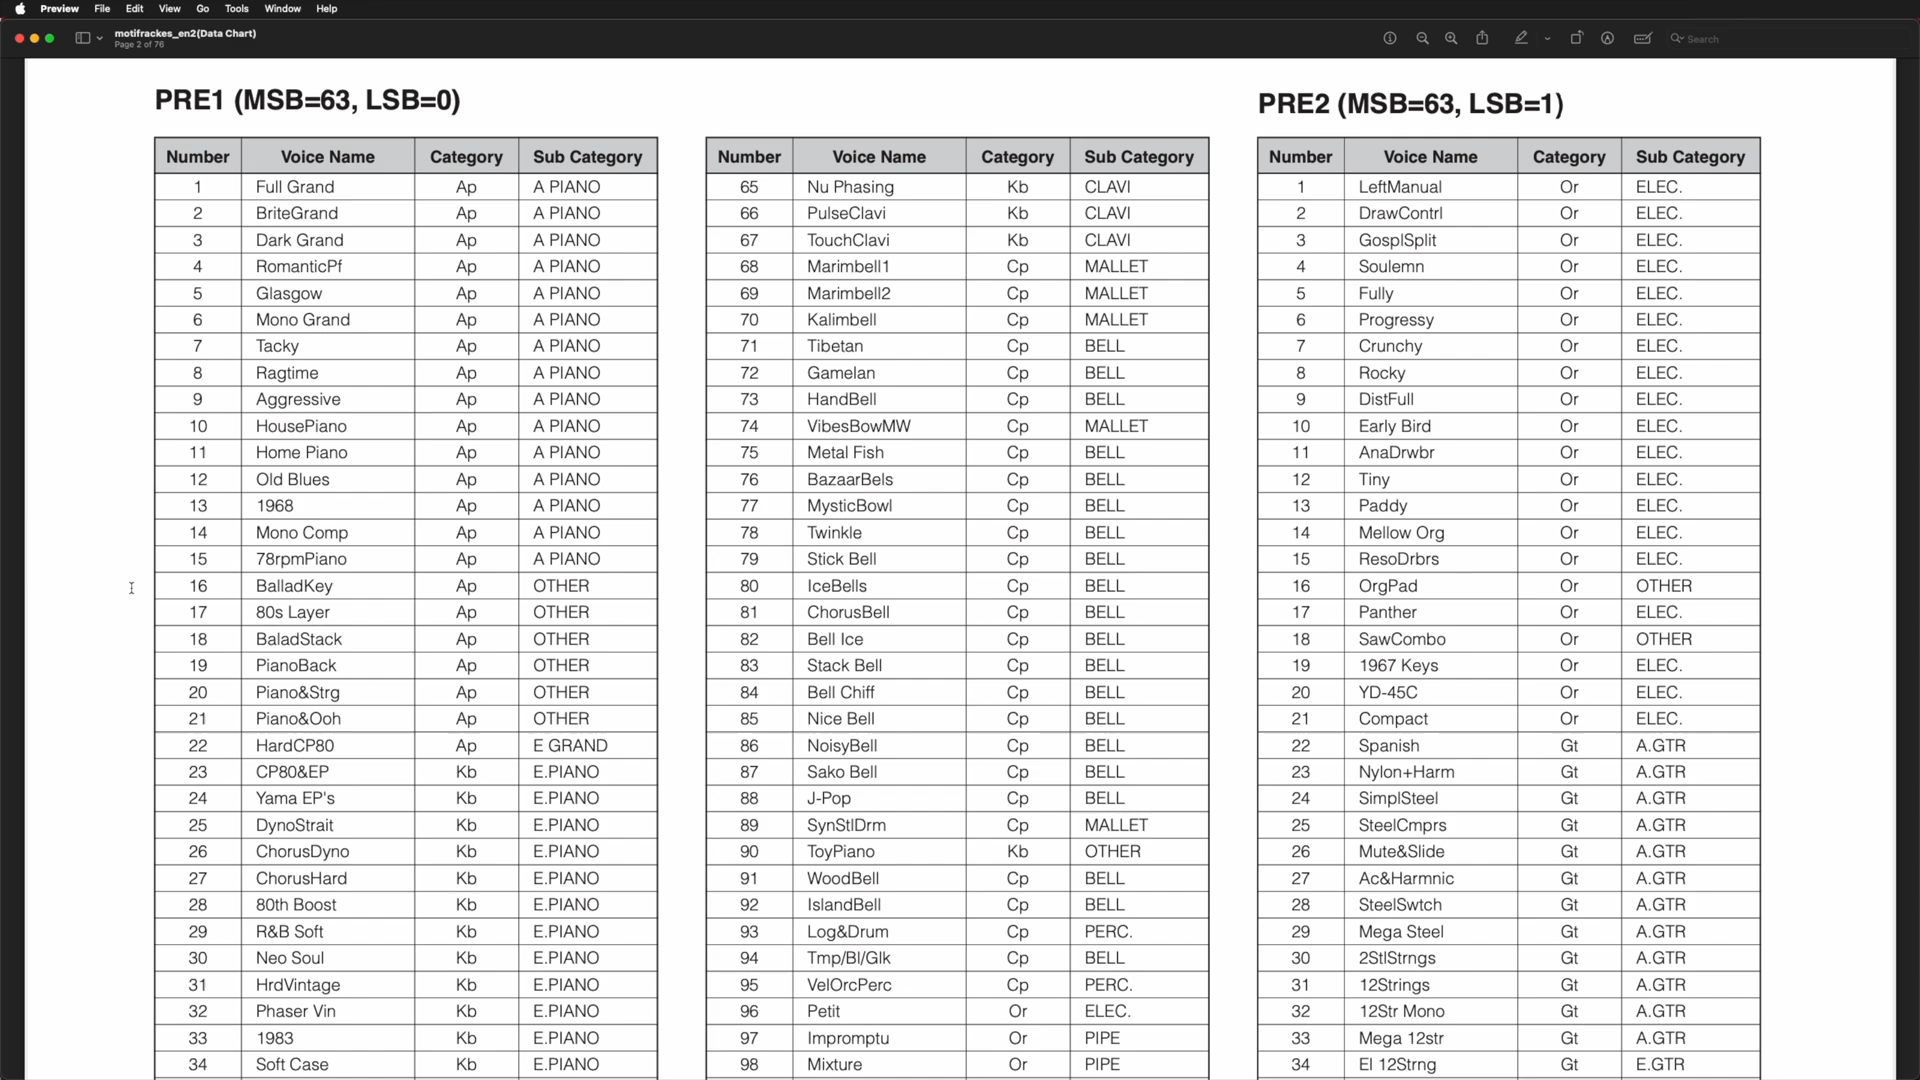 Preview File Edit View Go Tools Window Help
motifrackes_en2(Data Chart)
Page 2 of 76
Search
PRE1 (MSB=63, LSB=0)
Number Voice Name Category Sub Category
1 Full Grand Ap A PIANO
2 BriteGrand Ap A PIANO
3 Dark Grand Ap A PIANO
4 RomanticPf Ap A PIANO
5 Glasgow Ap A PIANO
6 Mono Grand Ap A PIANO
7 Tacky Ap A PIANO
8 Ragtime Ap A PIANO
9 Aggressive Ap A PIANO
10 HousePiano Ap A PIANO
11 Home Piano Ap A PIANO
12 Old Blues Ap A PIANO
13 1968 Ap A PIANO
14 Mono Comp Ap A PIANO
15 78rpmPiano Ap A PIANO
16 BalladKey Ap OTHER
17 80s Layer Ap OTHER
18 BaladStack Ap OTHER
19 PianoBack Ap OTHER
20 Piano&Strg Ap OTHER
21 Piano&Ooh Ap OTHER
22 HardCP80 Ap E GRAND
23 CP80&EP Kb E.PIANO
24 Yama EP's Kb E.PIANO
25 DynoStrait Kb E.PIANO
26 ChorusDyno Kb E.PIANO
27 ChorusHard Kb E.PIANO
28 80th Boost Kb E.PIANO
29 R&B Soft Kb E.PIANO
30 Neo Soul Kb E.PIANO
31 HrdVintage Kb E.PIANO
32 Phaser Vin Kb E.PIANO
33 1983 Kb E.PIANO
34 Soft Case Kb E.PIANO
Number Voice Name Category Sub Category
65 Nu Phasing Kb CLAVI
66 PulseClavi Kb CLAVI
67 TouchClavi Kb CLAVI
68 Marimbell1 Cp MALLET
69 Marimbell2 Cp MALLET
70 Kalimbell Cp MALLET
71 Tibetan Cp BELL
72 Gamelan Cp BELL
73 HandBell Cp BELL
74 VibesBowMW Cp MALLET
75 Metal Fish Cp BELL
76 BazaarBels Cp BELL
77 MysticBowl Cp BELL
78 Twinkle Cp BELL
79 Stick Bell Cp BELL
80 IceBells Cp BELL
81 ChorusBell Cp BELL
82 Bell Ice Cp BELL
83 Stack Bell Cp BELL
84 Bell Chiff Cp BELL
85 Nice Bell Cp BELL
86 NoisyBell Cp BELL
87 Sako Bell Cp BELL
88 J-Pop Cp BELL
89 SynStlDrm Cp MALLET
90 ToyPiano Kb OTHER
91 WoodBell Cp BELL
92 IslandBell Cp BELL
93 Log&Drum Cp PERC.
94 Tmp/Bl/Glk Cp BELL
95 VelOrcPerc Cp PERC.
96 Petit Or ELEC.
97 Impromptu Or PIPE
98 Mixture Or PIPE
PRE2 (MSB=63, LSB=1)
Number Voice Name Category Sub Category
1 LeftManual Or ELEC.
2 DrawContrl Or ELEC.
3 GosplSplit Or ELEC.
4 Soulemn Or ELEC.
5 Fully Or ELEC.
6 Progressy Or ELEC.
7 Crunchy Or ELEC.
8 Rocky Or ELEC.
9 DistFull Or ELEC.
10 Early Bird Or ELEC.
11 AnaDrwbr Or ELEC.
12 Tiny Or ELEC.
13 Paddy Or ELEC.
14 Mellow Org Or ELEC.
15 ResoDrbrs Or ELEC.
16 OrgPad Or OTHER
17 Panther Or ELEC.
18 SawCombo Or OTHER
19 1967 Keys Or ELEC.
20 YD-45C Or ELEC.
21 Compact Or ELEC.
22 Spanish Gt A.GTR
23 Nylon+Harm Gt A.GTR
24 SimplSteel Gt A.GTR
25 SteelCmprs Gt A.GTR
26 Mute&Slide Gt A.GTR
27 Ac&Harmnic Gt A.GTR
28 SteelSwtch Gt A.GTR
29 Mega Steel Gt A.GTR
30 2StlStrngs Gt A.GTR
31 12Strings Gt A.GTR
32 12Str Mono Gt A.GTR
33 Mega 12str Gt A.GTR
34 El 12Strng Gt E.GTR